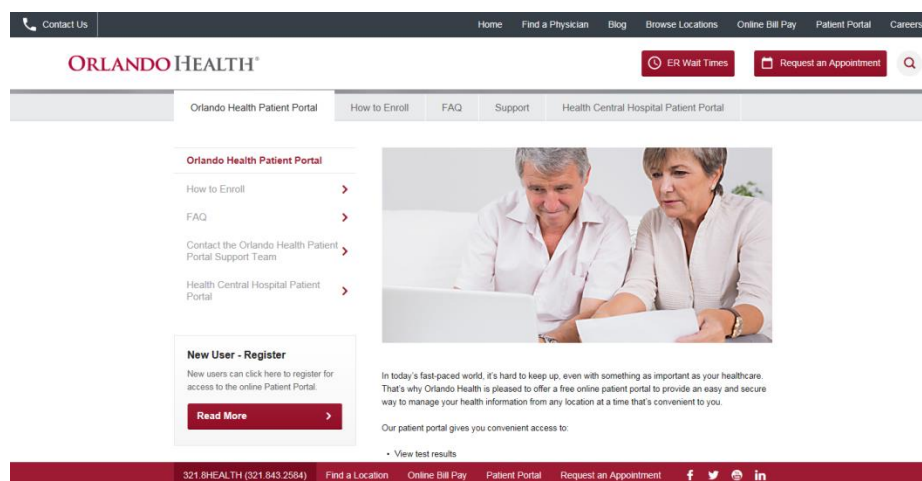 Contact Us
Home Find a Physician Blog Browse Locations Online Bill Pay Patient Portal Careers
ORLANDO HEALTH®
ER Wait Times
Request an Appointment
Orlando Health Patient Portal How to Enroll FAQ Support Health Central Hospital Patient Portal
Orlando Health Patient Portal
How to Enroll
FAQ
Contact the Orlando Health Patient
Portal Support Team
Health Central Hospital Patient
Portal
New User - Register
New users can click here to register for
access to the online Patient Portal.
Read More
In today's fast-paced world, it's hard to keep up, even with something as important as your healthcare.
That's why Orlando Health is pleased to offer a free online patient portal to provide an easy and secure
way to manage your health information from any location at a time that's convenient to you.
Our patient portal gives you convenient access to:
• View test results
321.8HEALTH (321.843.2584) Find a Location Online Bill Pay Patient Portal Request an Appointment f in